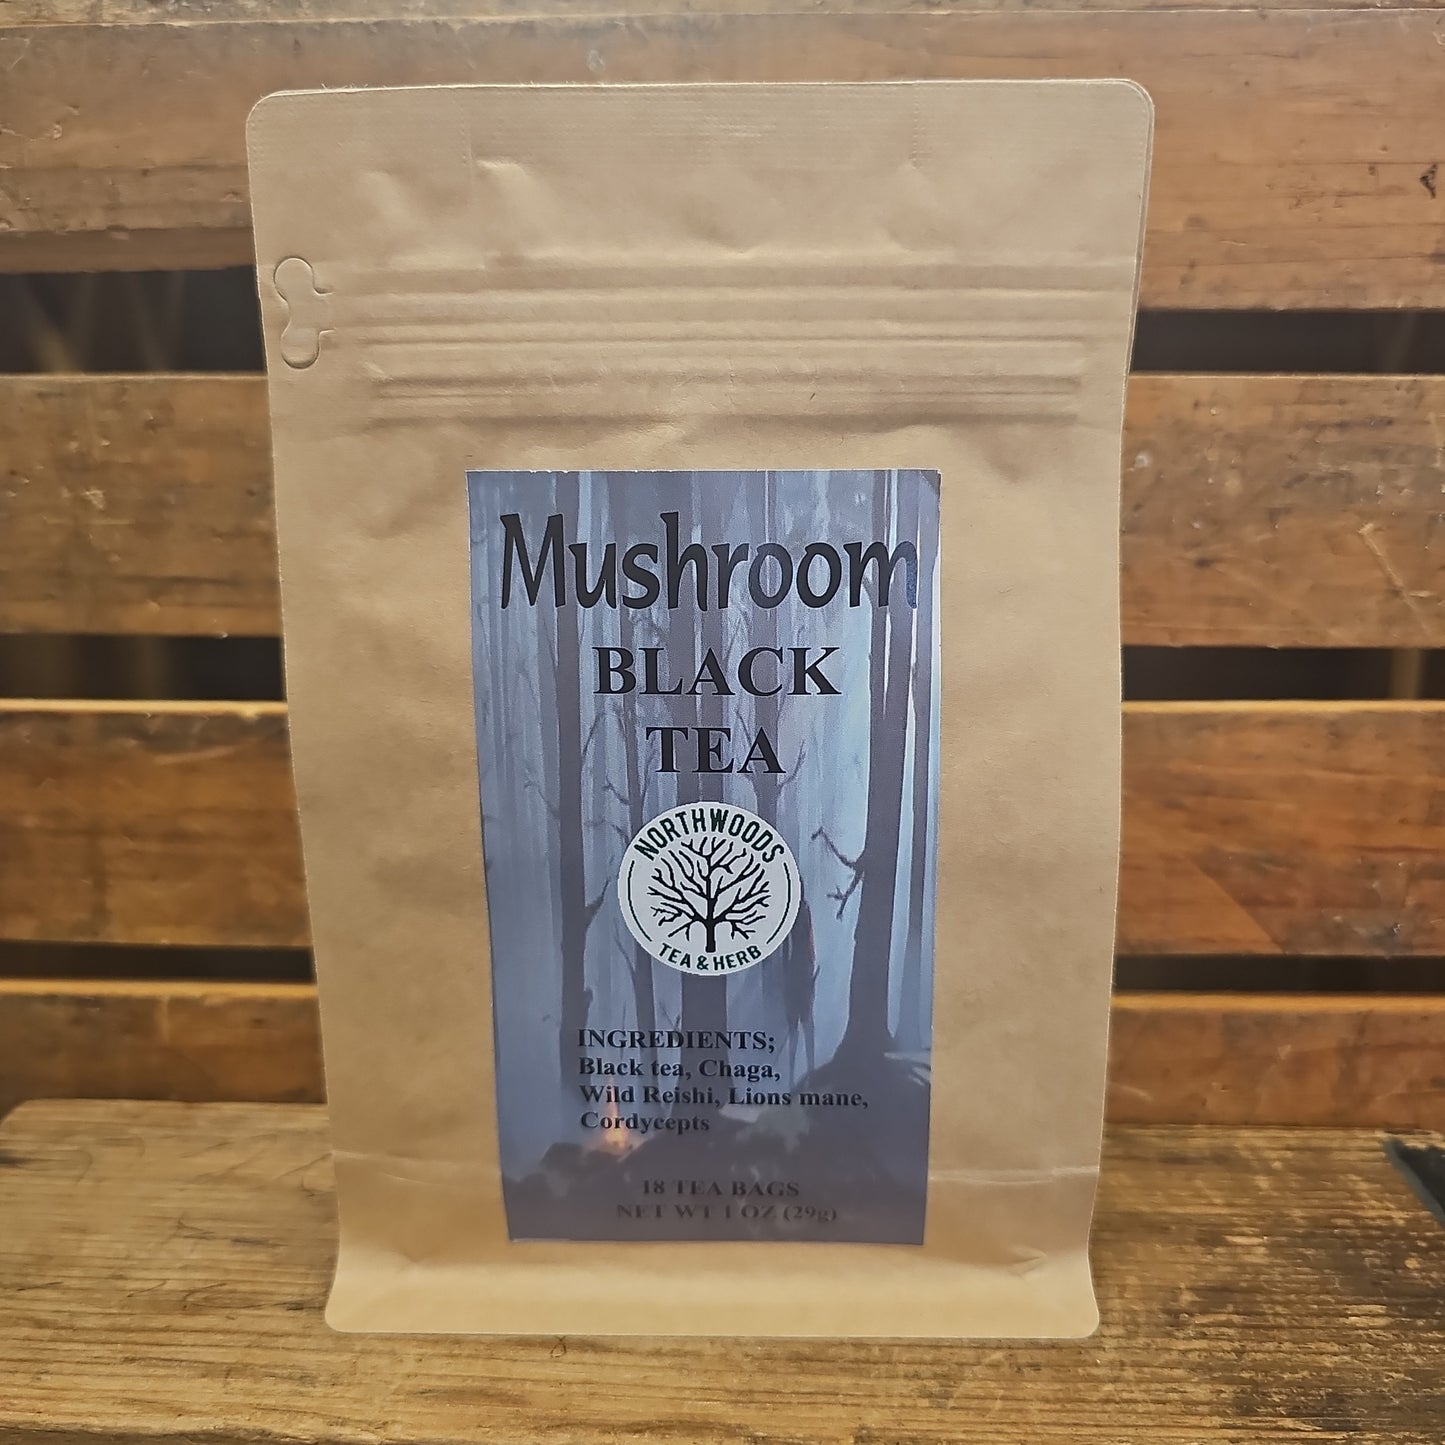 Mushroom
BLACK
TEA
NORTHWOODS
TEA & HERB
INGREDIENTS;
Black tea, Chaga,
Wild Reishi, Lions mane,
Cordycepts
18 TEA BAGS
NET WT 1 OZ (29g)